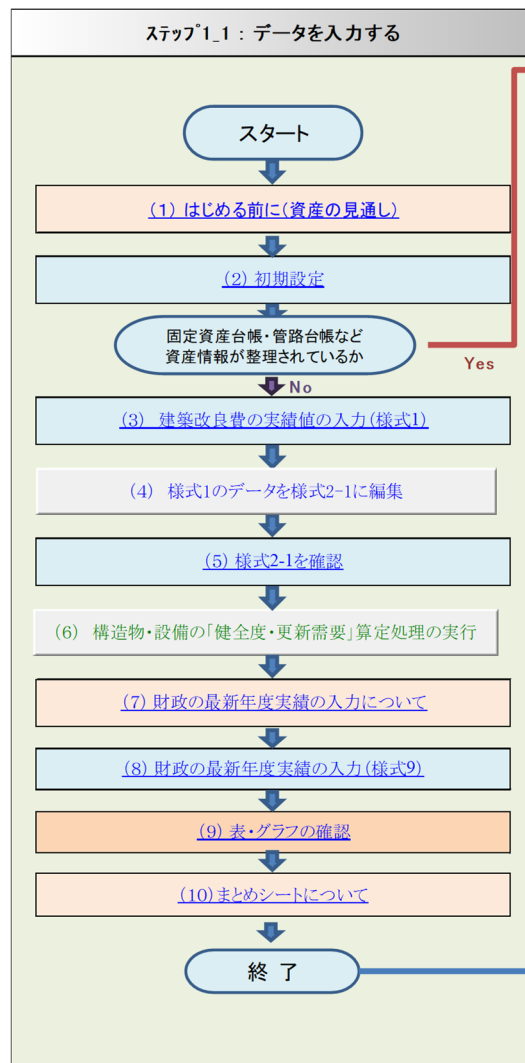 ステップ1_1 : データを入力する
スタート
(1) はじめる前に(資産の見通し)
(2) 初期設定
固定資産台帳・管路台帳など
資産情報が整理されているか
Yes
No
(3) 建築改良費の実績値の入力(様式1)
(4) 様式1のデータを様式2-1に編集
(5) 様式2-1を確認
(6) 構造物・設備の「健全度・更新需要」算定処理の実行
(7) 財政の最新年度実績の入力について
(8) 財政の最新年度実績の入力(様式9)
(9) 表・グラフの確認
(10)まとめシートについて
終 了